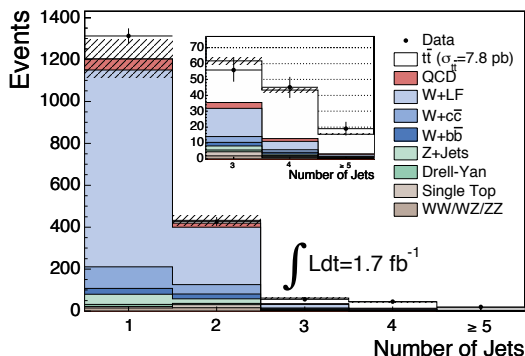 Events
1400
1200
1000
800
600
400
200
0
1
2
3
4
≥ 5
Number of Jets
70
60
50
40
30
20
10
0
3
4
≥ 5
Number of Jets
∫ Ldt=1.7 fb⁻¹
Data
tt̄ (σ_tt̄=7.8 pb)
QCD
W+LF
W+cc̄
W+bb̄
Z+Jets
Drell-Yan
Single Top
WW/WZ/ZZ